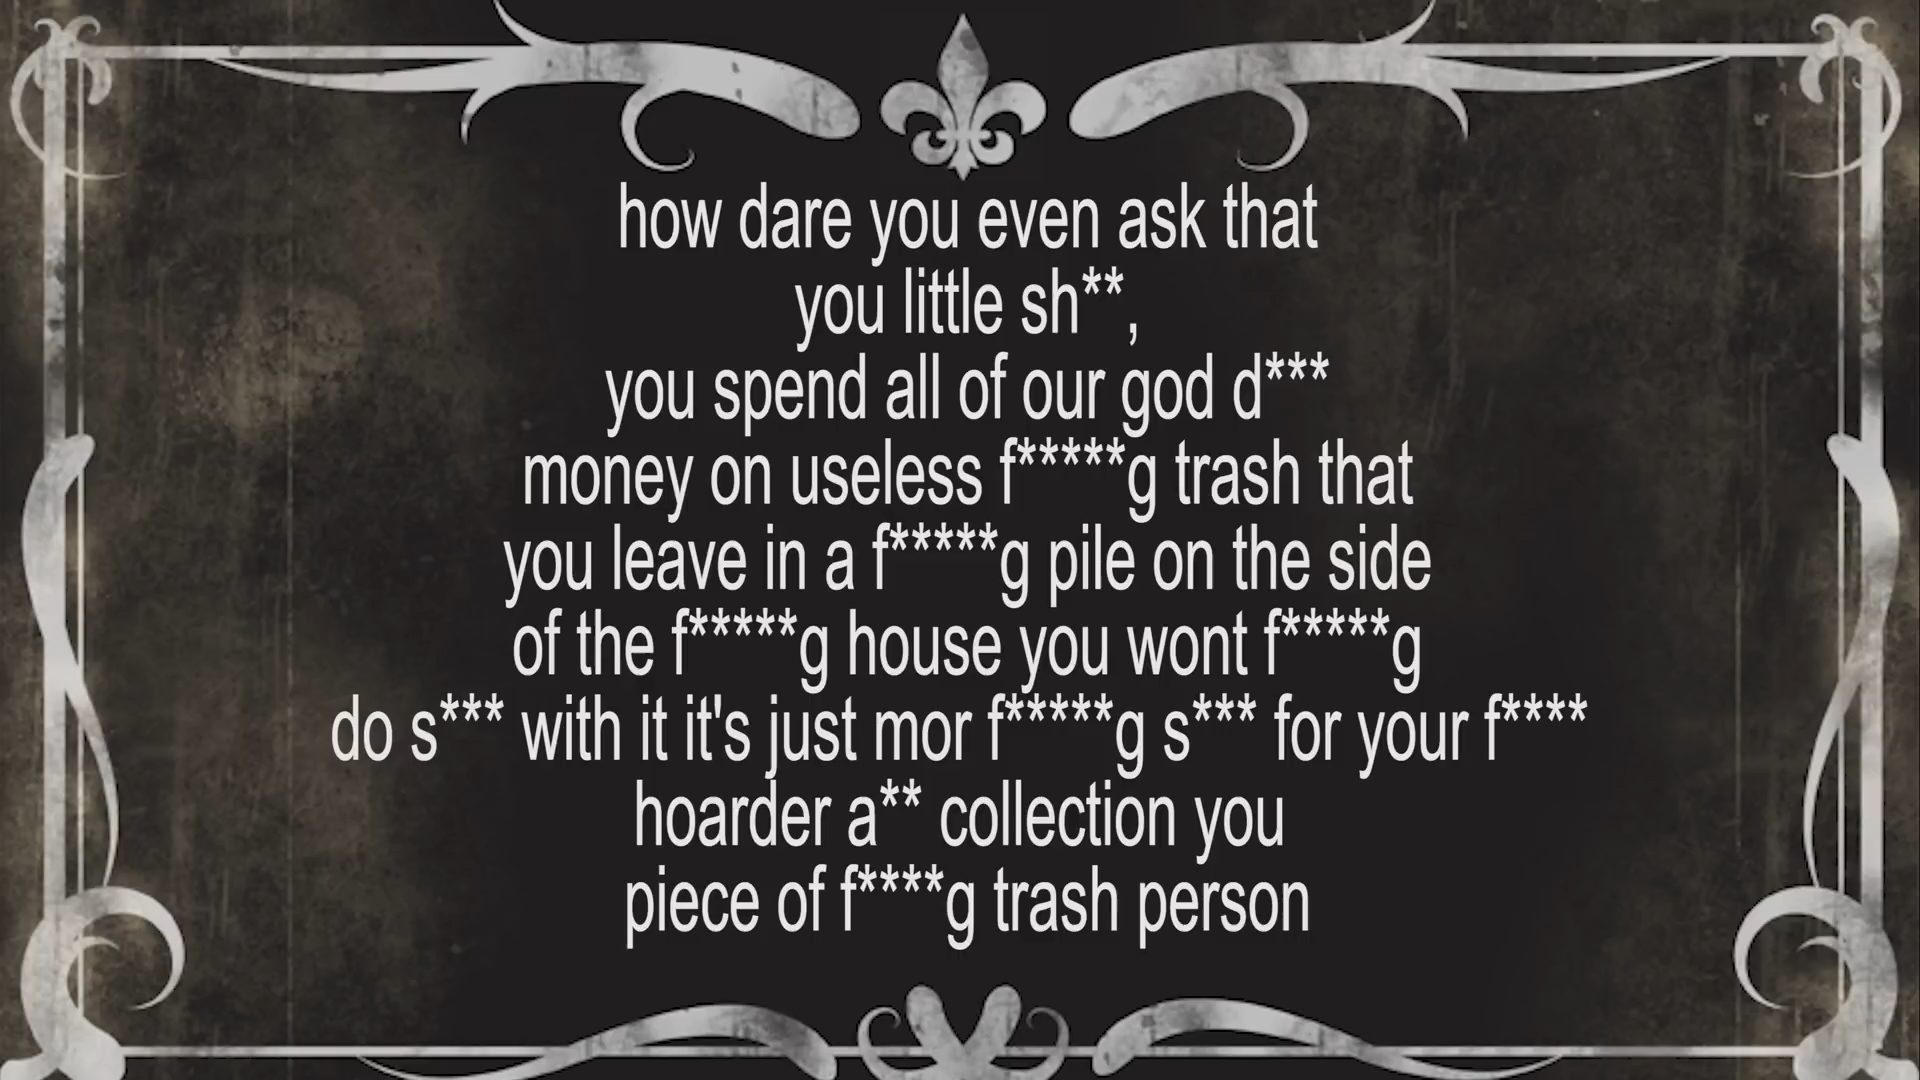 how dare you even ask that
you little sh**,
you spend all of our god d***
money on useless f*****g trash that
you leave in a f*****g pile on the side
of the f*****g house you wont f*****g
do s*** with it it's just mor f*****g s*** for your f****
hoarder a** collection you
piece of f****g trash person